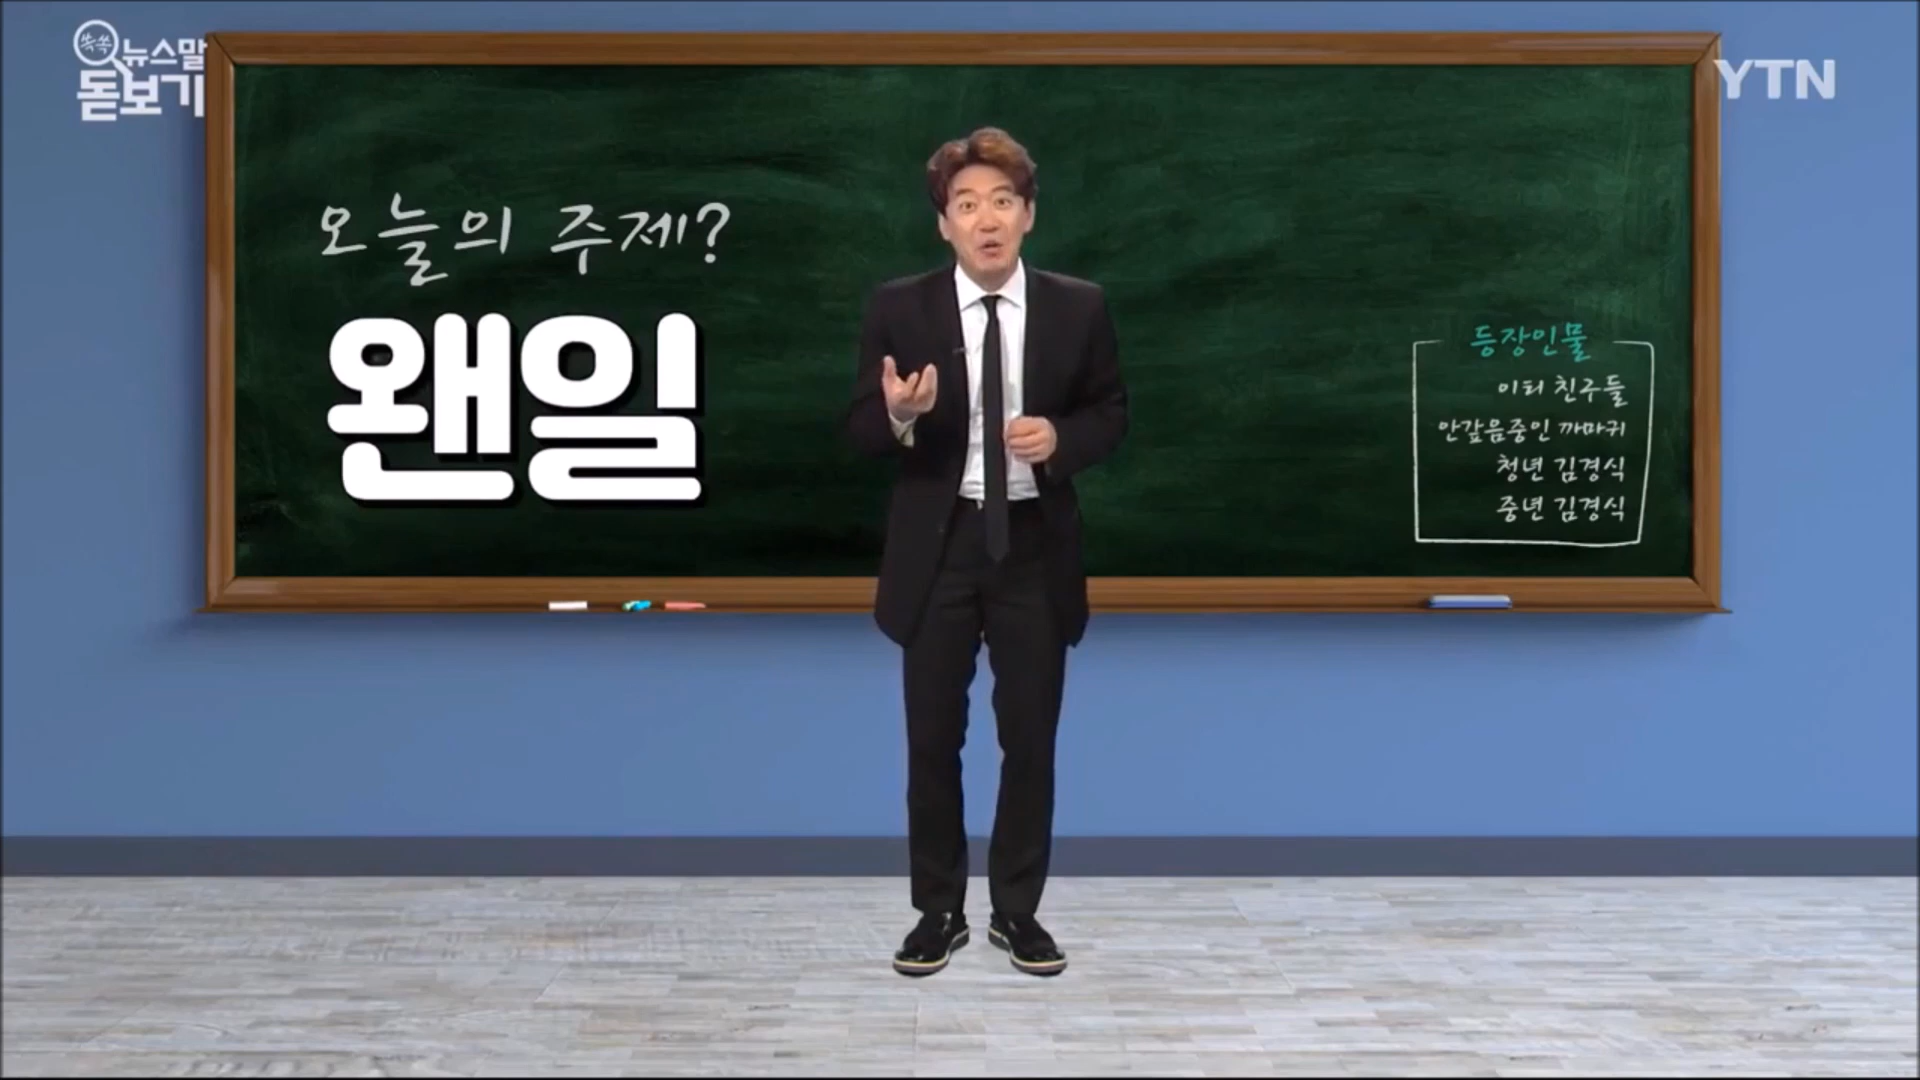 쏙쏙
뉴스말
돋보기
YTN
오늘의 주제?
왠일
등장인물
이티 친구들
안갚음중인 까마귀
청년 김경식
중년 김경식